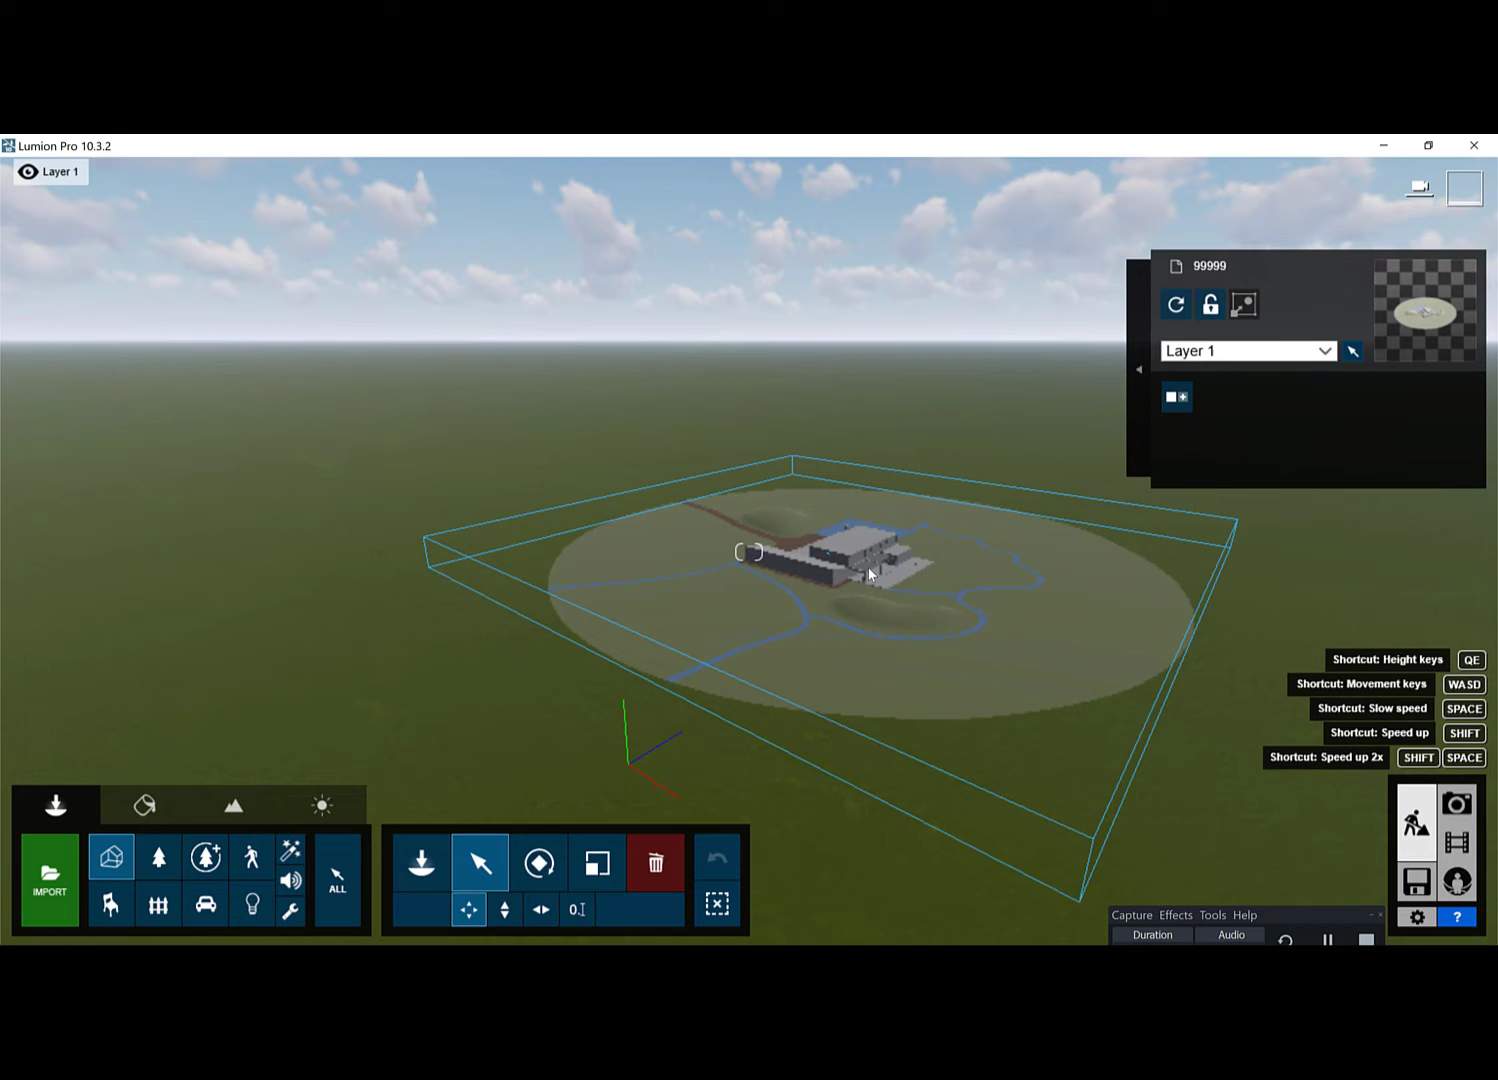 Lumion Pro 10.3.2
Layer 1
99999
Layer 1
Shortcut: Height keys QE
Shortcut: Movement keys WASD
Shortcut: Slow speed SPACE
Shortcut: Speed up SHIFT
Shortcut: Speed up 2x SHIFT SPACE
IMPORT
ALL
0.
?
Capture Effects Tools Help
Duration Audio